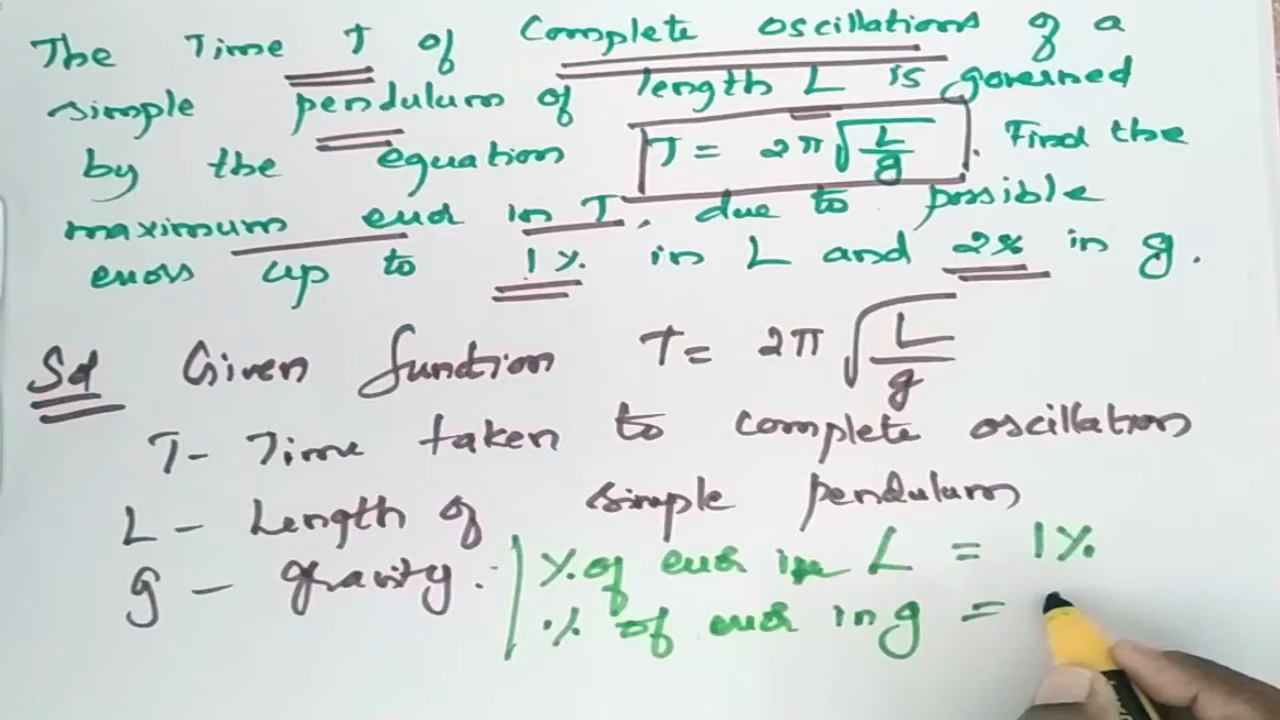 The Time T of Complete oscillations of a
simple pendulum of length L is governed
by the equation T = 2π√(L/g). Find the
maximum error in T, due to possible
errors up to 1% in L and 2% in g.
Sol Given function T = 2π√(L/g)
T - Time taken to complete oscillation
L - Length of simple pendulum
g - gravity. % of error in L = 1%
% of error in g =